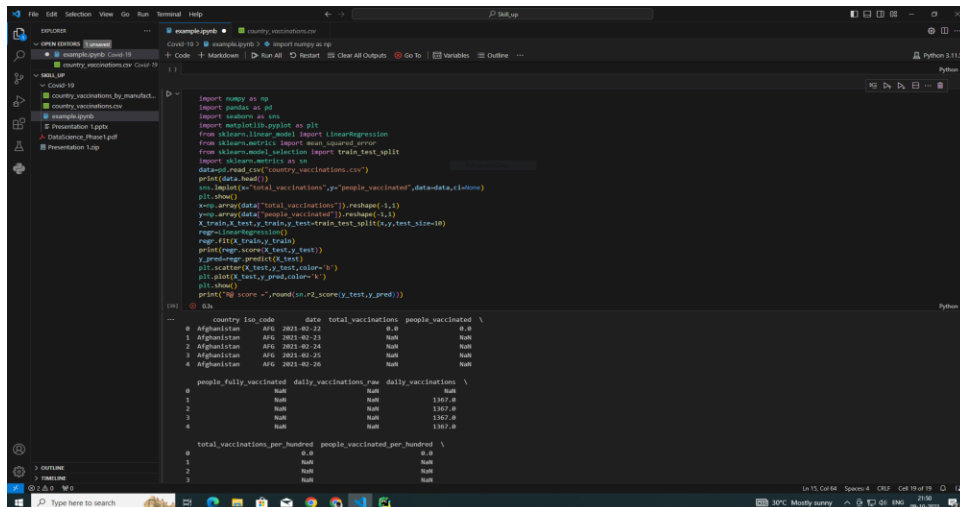 File Edit Selection View Go Run Terminal Help
Skill_up
EXPLORER
OPEN EDITORS 1 unsaved
example.ipynb Covid-19
country_vaccinations.csv Covid-19
SKILL_UP
Covid-19
country_vaccinations_by_manufact...
country_vaccinations.csv
example.ipynb
Presentation 1.pptx
DataScience_Phase1.pdf
Presentation 1.zip
OUTLINE
TIMELINE
example.ipynb country_vaccinations.csv
Covid-19 > example.ipynb > import numpy as np
+ Code + Markdown Run All Restart Clear All Outputs Go To Variables Outline ...
Python 3.11.
Python
import numpy as np
import pandas as pd
import seaborn as sns
import matplotlib.pyplot as plt
from sklearn.linear_model import LinearRegression
from sklearn.metrics import mean_squared_error
from sklearn.model_selection import train_test_split
import sklearn.metrics as sn
data=pd.read_csv("country_vaccinations.csv")
print(data.head())
sns.lmplot(x="total_vaccinations",y="people_vaccinated",data=data,ci=None)
plt.show()
x=np.array(data["total_vaccinations"]).reshape(-1,1)
y=np.array(data["people_vaccinated"]).reshape(-1,1)
X_train,X_test,y_train,y_test=train_test_split(x,y,test_size=10)
regr=LinearRegression()
regr.fit(X_train,y_train)
print(regr.score(X_test,y_test))
y_pred=regr.predict(X_test)
plt.scatter(X_test,y_test,color='b')
plt.plot(X_test,y_pred,color='k')
plt.show()
print("R@ score =",round(sn.r2_score(y_test,y_pred)))
0.3s
Python
country iso_code date total_vaccinations people_vaccinated \
0 Afghanistan AFG 2021-02-22 0.0 0.0
1 Afghanistan AFG 2021-02-23 NaN NaN
2 Afghanistan AFG 2021-02-24 NaN NaN
3 Afghanistan AFG 2021-02-25 NaN NaN
4 Afghanistan AFG 2021-02-26 NaN NaN
people_fully_vaccinated daily_vaccinations_raw daily_vaccinations \
0 NaN NaN NaN
1 NaN NaN 1367.0
2 NaN NaN 1367.0
3 NaN NaN 1367.0
4 NaN NaN 1367.0
total_vaccinations_per_hundred people_vaccinated_per_hundred \
0 0.0 0.0
1 NaN NaN
2 NaN NaN
3 NaN NaN
2 0 0
Ln 15, Col 64 Spaces: 4 CRLF Cell 19 of 19
Type here to search
30°C Mostly sunny
ENG
21:50